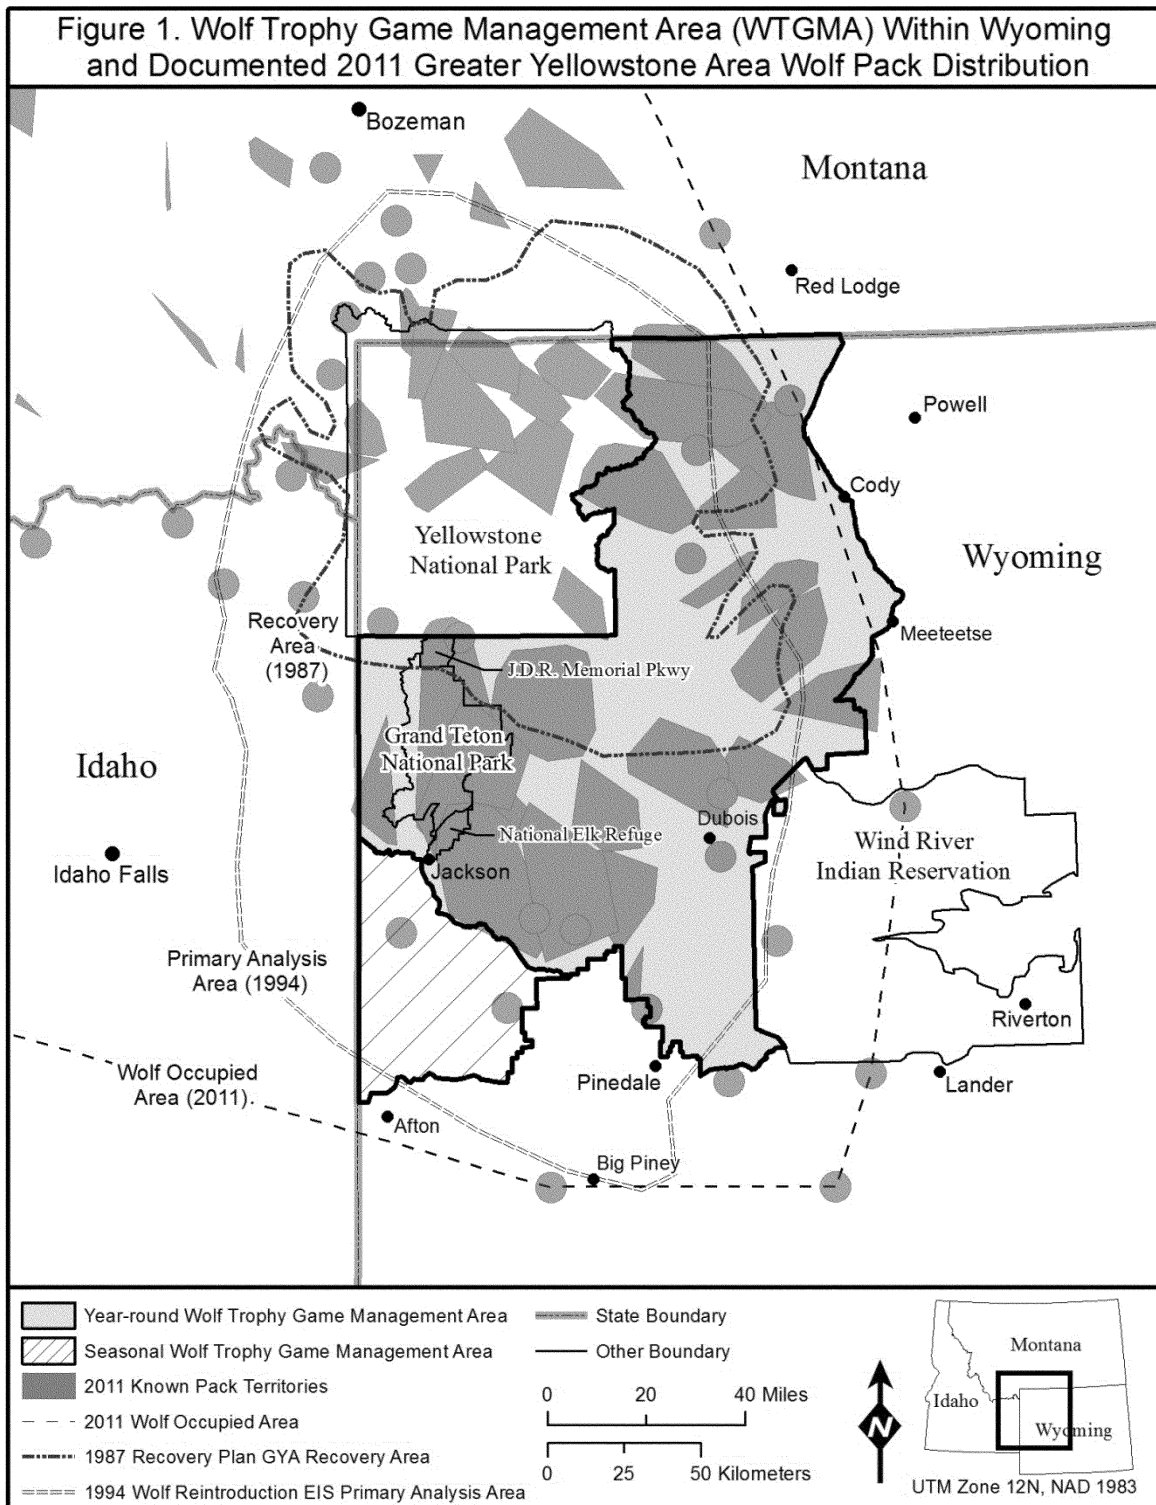 Figure 1. Wolf Trophy Game Management Area (WTGMA) Within Wyoming
and Documented 2011 Greater Yellowstone Area Wolf Pack Distribution
Bozeman
Montana
Red Lodge
Powell
Cody
Yellowstone
National Park
Wyoming
Recovery
Area
(1987)
Meeteetse
J.D.R. Memorial Pkwy
Grand Teton
National Park
Idaho
National Elk Refuge
Dubois
Wind River
Indian Reservation
Idaho Falls
Jackson
Primary Analysis
Area (1994)
Riverton
Wolf Occupied
Area (2011).
Pinedale
Lander
Afton
Big Piney
Year-round Wolf Trophy Game Management Area
Seasonal Wolf Trophy Game Management Area
2011 Known Pack Territories
2011 Wolf Occupied Area
1987 Recovery Plan GYA Recovery Area
1994 Wolf Reintroduction EIS Primary Analysis Area
State Boundary
Other Boundary
0 20 40 Miles
0 25 50 Kilometers
N
Montana
Idaho
Wyoming
UTM Zone 12N, NAD 1983